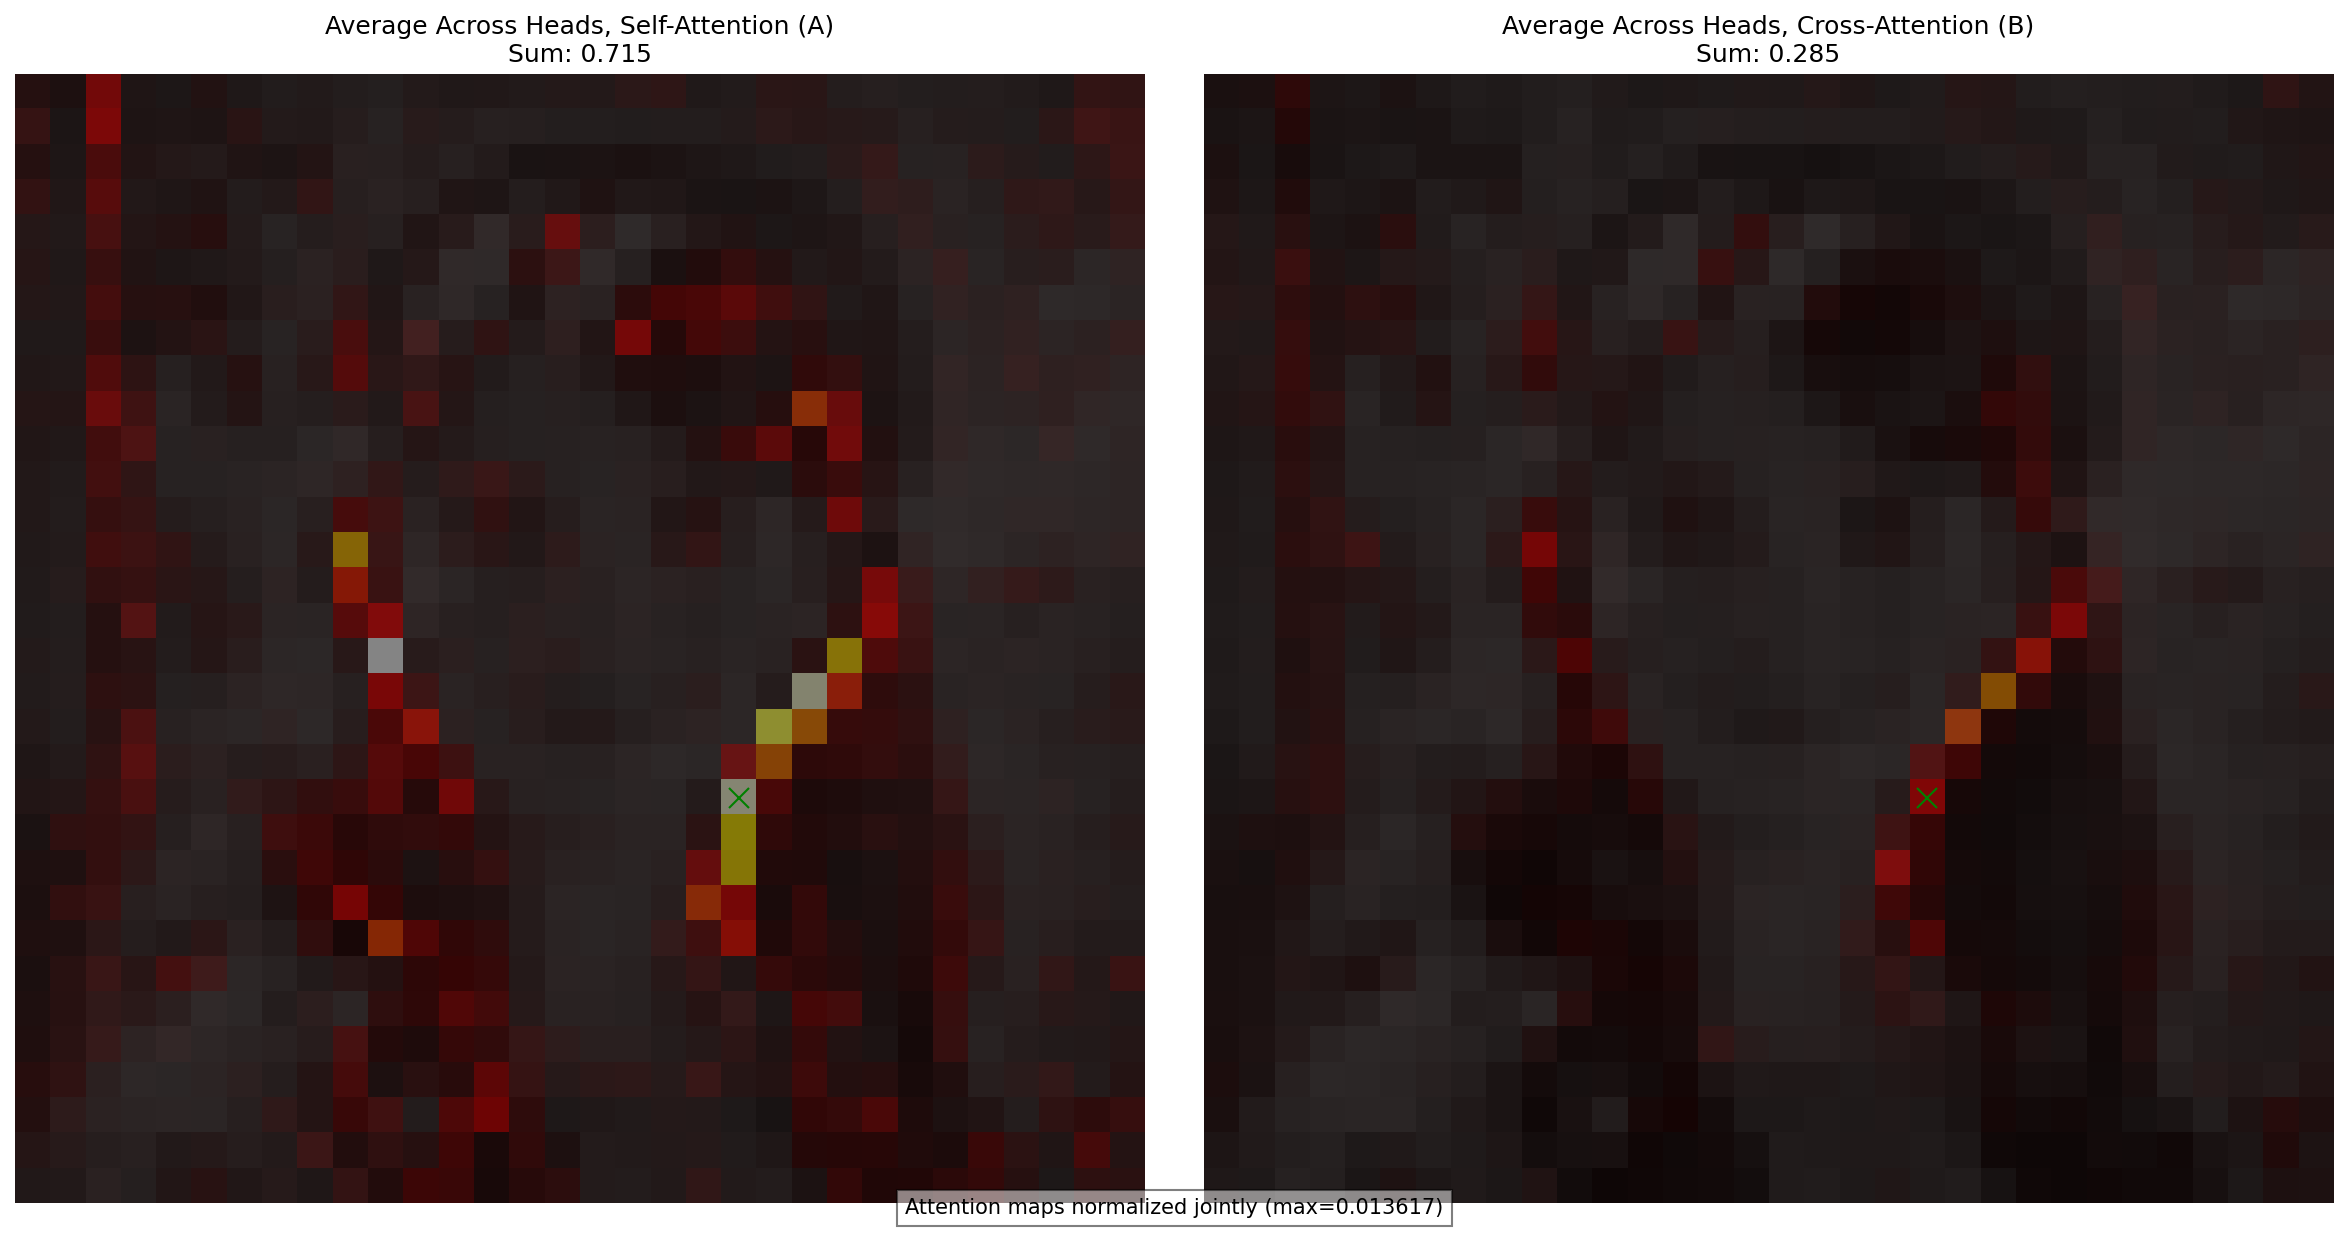 Average Across Heads, Self-Attention (A)
Sum: 0.715
Average Across Heads, Cross-Attention (B)
Sum: 0.285
Attention maps normalized jointly (max=0.013617)